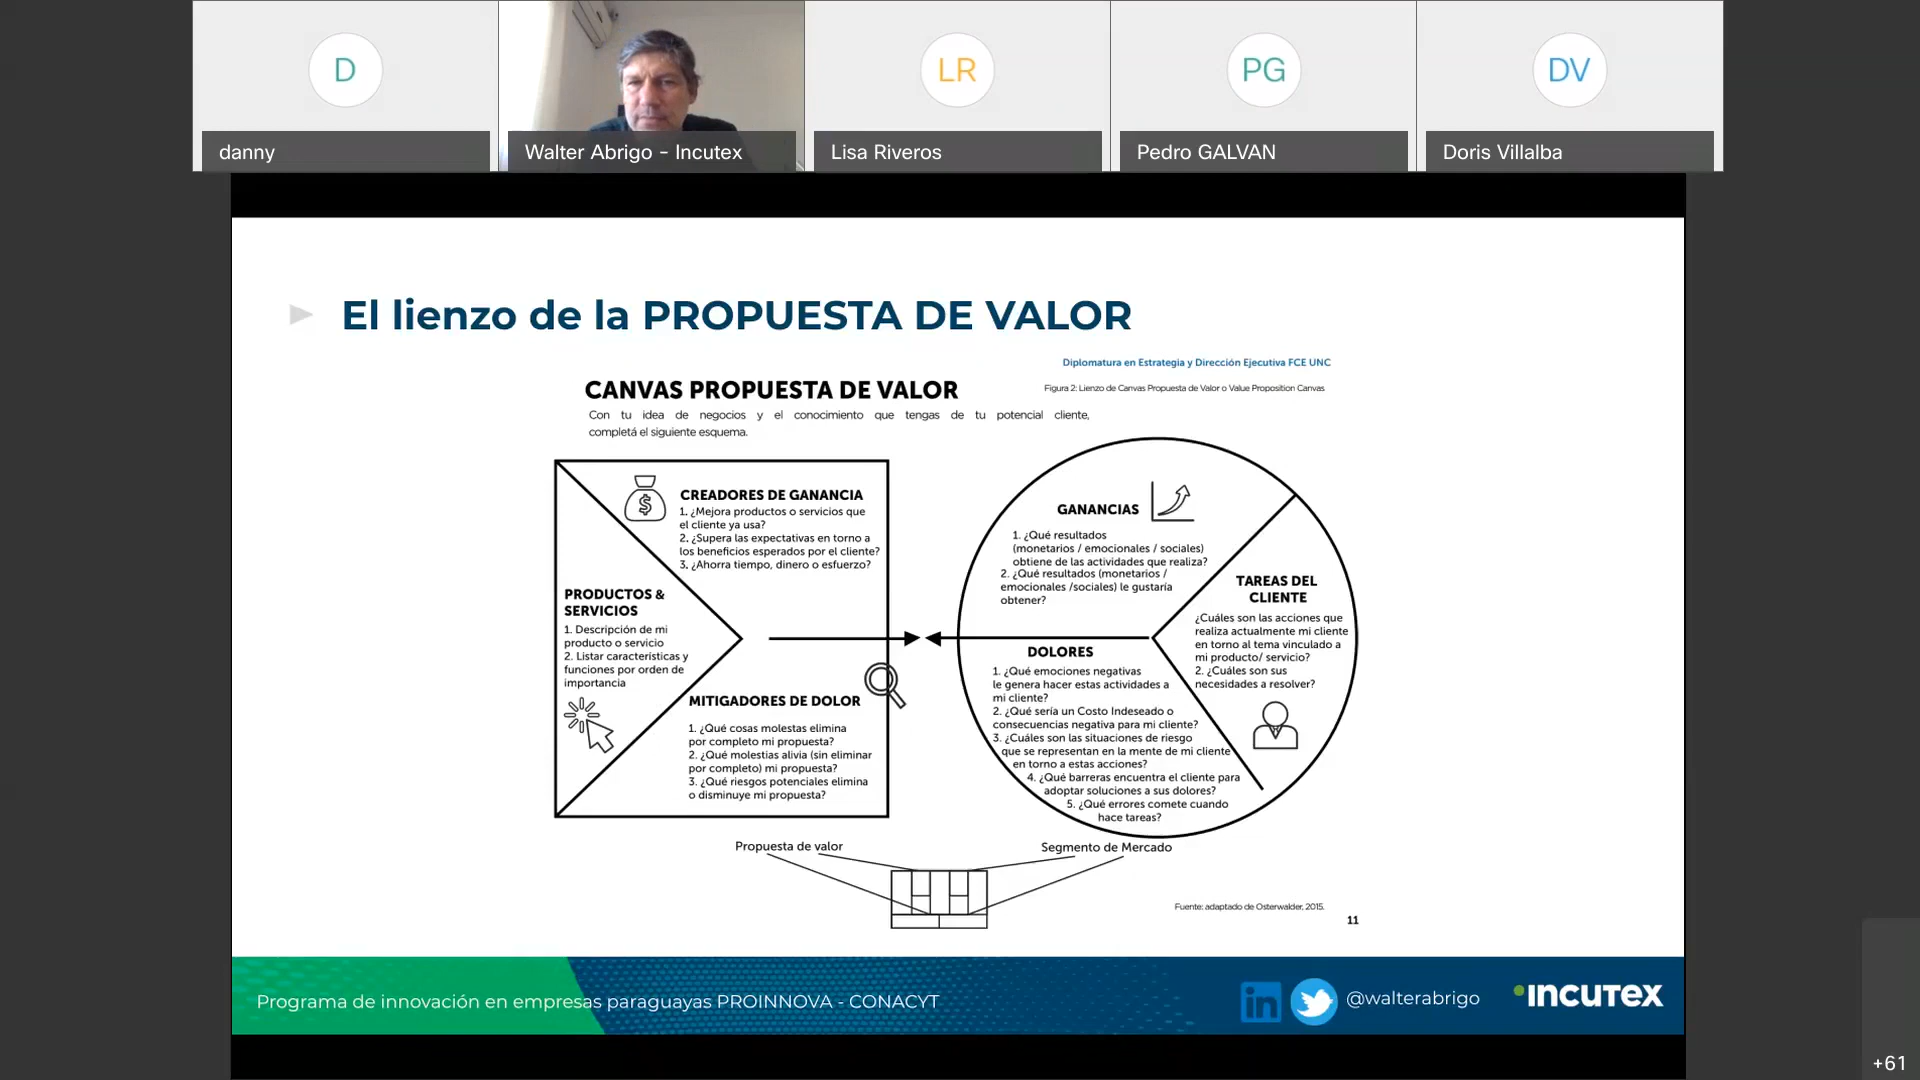 D
LR
PG
DV
danny
Walter Abrigo - Incutex
Lisa Riveros
Pedro GALVAN
Doris Villalba
El lienzo de la PROPUESTA DE VALOR
Diplomatura en Estrategia y Dirección Ejecutiva FCE UNC
CANVAS PROPUESTA DE VALOR
Figura 2: Lienzo de Canvas Propuesta de Valor o Value Proposition Canvas
Con tu idea de negocios y el conocimiento que tengas de tu potencial cliente,
completá el siguiente esquema.
$
CREADORES DE GANANCIA
1. ¿Mejora productos o servicios que
el cliente ya usa?
2. ¿Supera las expectativas en torno a
los beneficios esperados por el cliente?
3. ¿Ahorra tiempo, dinero o esfuerzo?
PRODUCTOS &
SERVICIOS
1. Descripción de mi
producto o servicio
2. Listar características y
funciones por orden de
importancia
MITIGADORES DE DOLOR
1. ¿Qué cosas molestas elimina
por completo mi propuesta?
2. ¿Qué molestias alivia (sin eliminar
por completo) mi propuesta?
3. ¿Qué riesgos potenciales elimina
o disminuye mi propuesta?
GANANCIAS
1. ¿Qué resultados
(monetarios / emocionales / sociales)
obtiene de las actividades que realiza?
2. ¿Qué resultados (monetarios /
emocionales /sociales) le gustaría
obtener?
TAREAS DEL
CLIENTE
¿Cuáles son las acciones que
realiza actualmente mi cliente
en torno al tema vinculado a
mi producto/ servicio?
2. ¿Cuáles son sus
necesidades a resolver?
DOLORES
1. ¿Qué emociones negativas
le genera hacer estas actividades a
mi cliente?
2. ¿Qué sería un Costo Indeseado o
consecuencias negativa para mi cliente?
3. ¿Cuáles son las situaciones de riesgo
que se representan en la mente de mi cliente
en torno a estas acciones?
4. ¿Qué barreras encuentra el cliente para
adoptar soluciones a sus dolores?
5. ¿Qué errores comete cuando
hace tareas?
Propuesta de valor
Segmento de Mercado
Fuente: adaptado de Osterwalder, 2015.
11
Programa de innovación en empresas paraguayas PROINNOVA - CONACYT
in
@walterabrigo
INCUTEX
+61